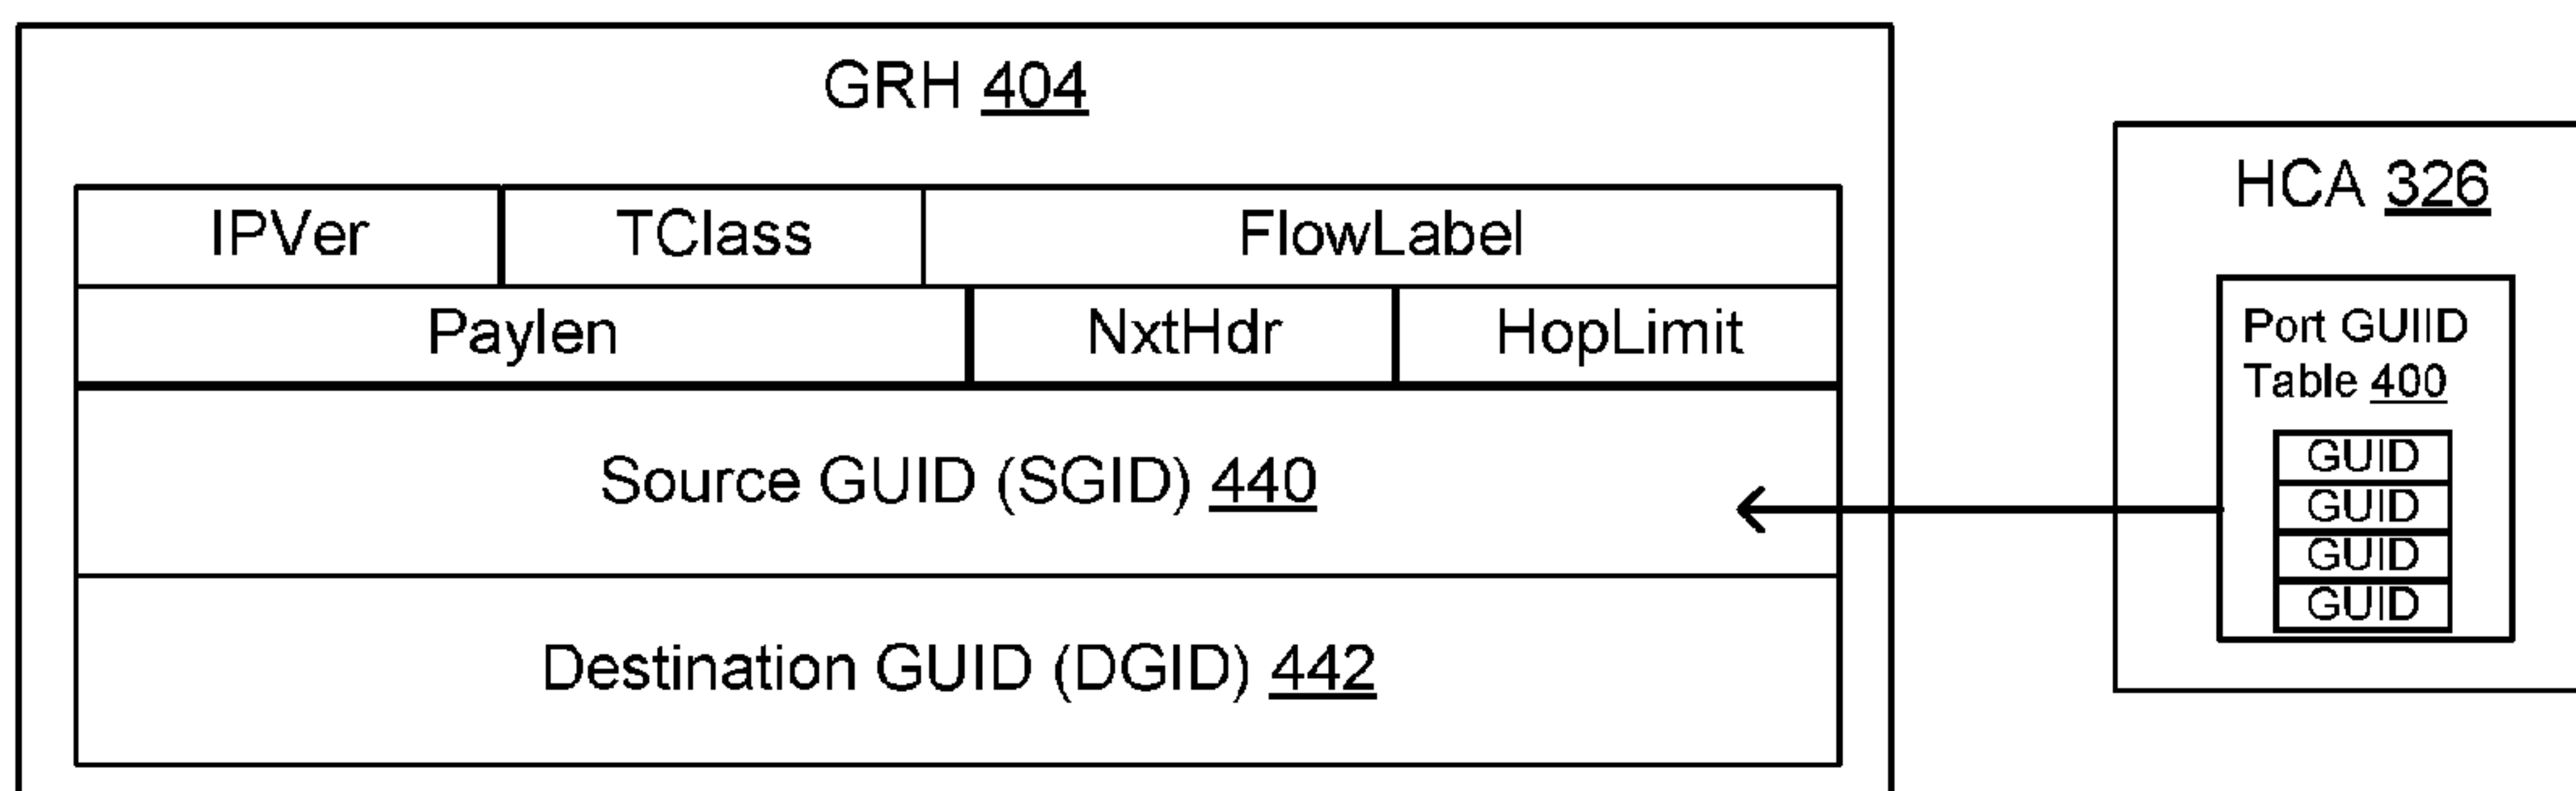 GRH 404
IPVer TClass FlowLabel
Paylen NxtHdr HopLimit
Source GUID (SGID) 440
Destination GUID (DGID) 442
HCA 326
Port GUIID
Table 400
GUID
GUID
GUID
GUID